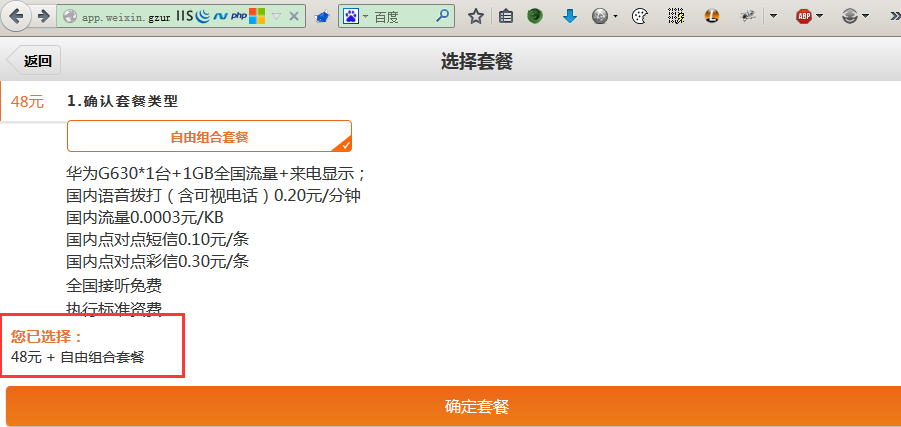 app.weixin.gzur IIS php
百度
ABP
返回
选择套餐
48元
1.确认套餐类型
自由组合套餐
华为G630*1台+1GB全国流量+来电显示；
国内语音拨打（含可视电话）0.20元/分钟
国内流量0.0003元/KB
国内点对点短信0.10元/条
国内点对点彩信0.30元/条
全国接听免费
执行标准资费
您已选择：
48元 + 自由组合套餐
确定套餐